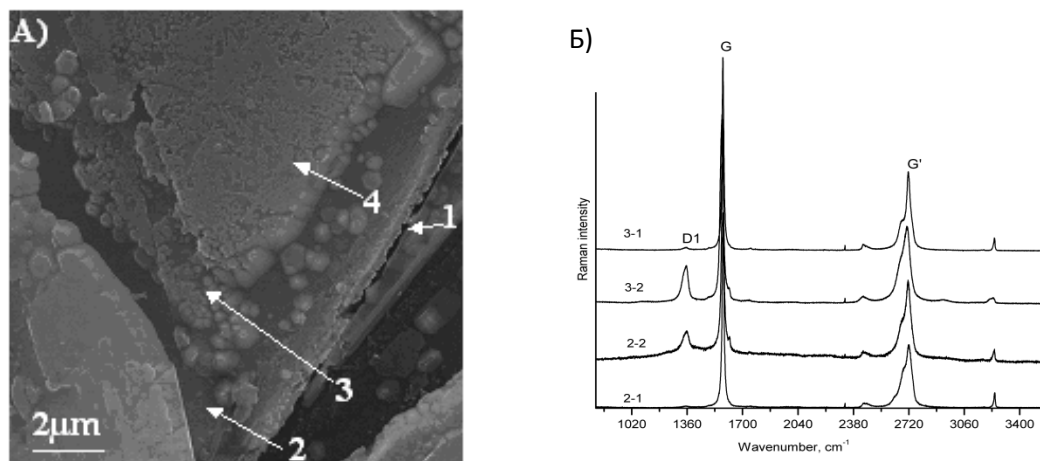 А)
1
4
3
2
2μm
Б)
G
G'
D1
3-1
3-2
2-2
2-1
Raman intensity
1020 1360 1700 2040 2380 2720 3060 3400
Wavenumber, cm⁻¹